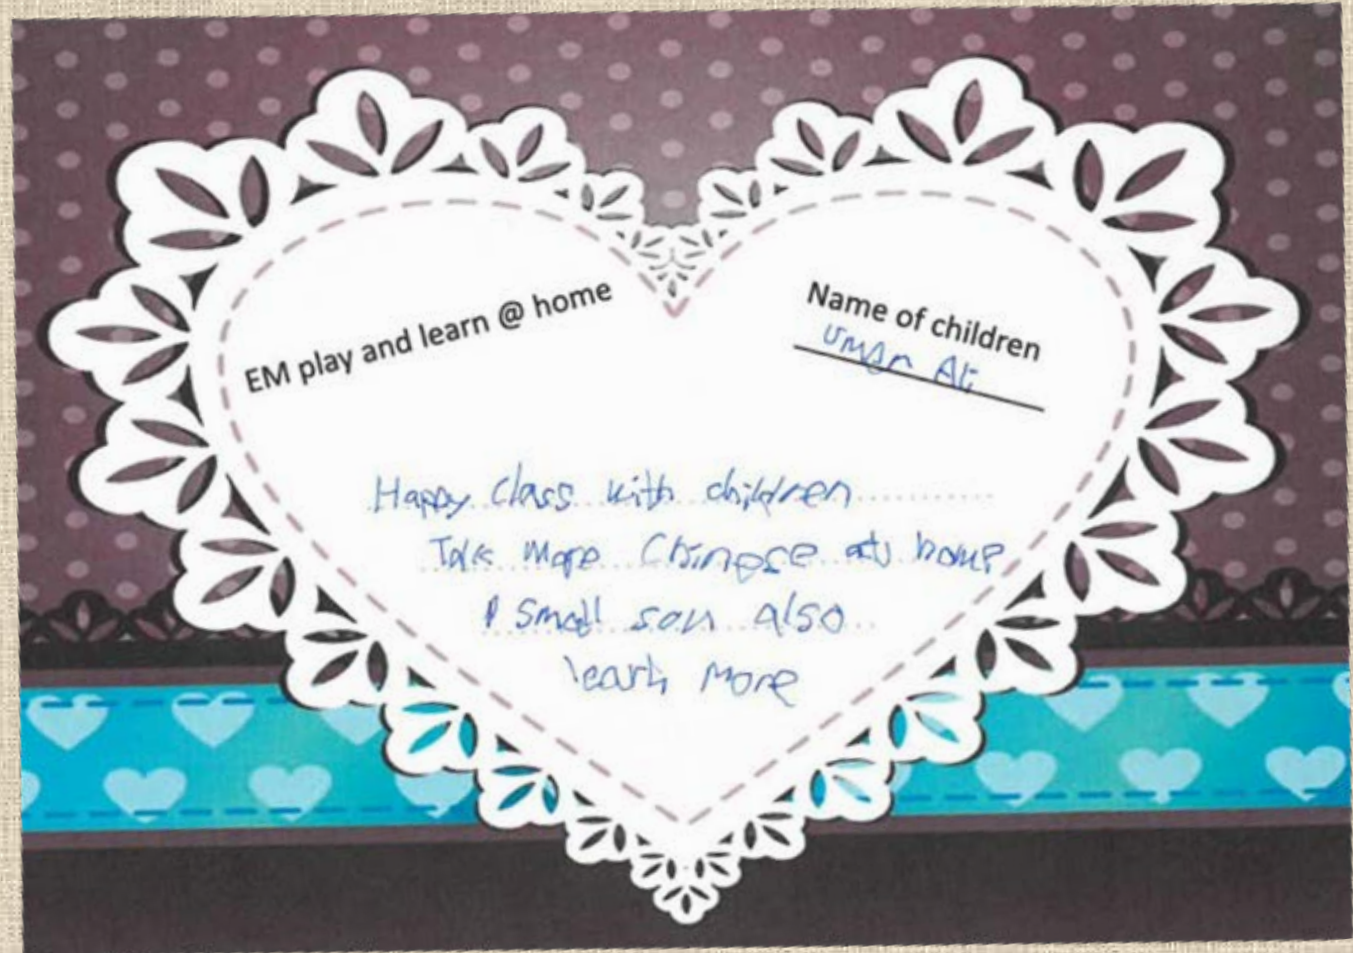 EM play and learn @ home
Name of children
Uman Ali
Happy class with children
Talk more Chinese at home
small son also
learn more